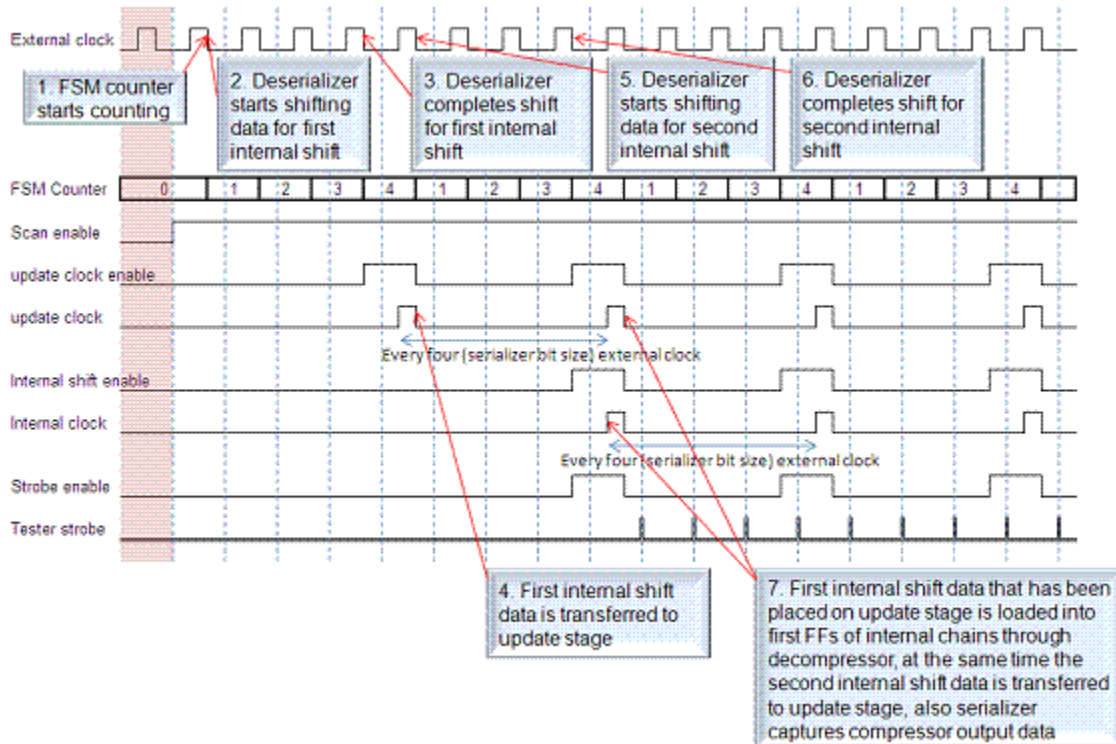 External clock
1. FSM counter
starts counting
2. Deserializer
starts shifting
data for first
internal shift
3. Deserializer
completes shift
for first internal
shift
5. Deserializer
starts shifting
data for second
internal shift
6. Deserializer
completes shift for
second internal
shift
FSM Counter 0 1 2 3 4 1 2 3 4 1 2 3 4 1 2 3 4
Scan enable
update clock enable
update clock
Every four (serializer bit size) external clock
Internal shift enable
Internal clock
Every four (serializer bit size) external clock
Strobe enable
Tester strobe
4. First internal shift
data is transferred to
update stage
7. First internal shift data that has been
placed on update stage is loaded into
first FFs of internal chains through
decompressor, at the same time the
second internal shift data is transferred
to update stage, also serializer
captures compressor output data